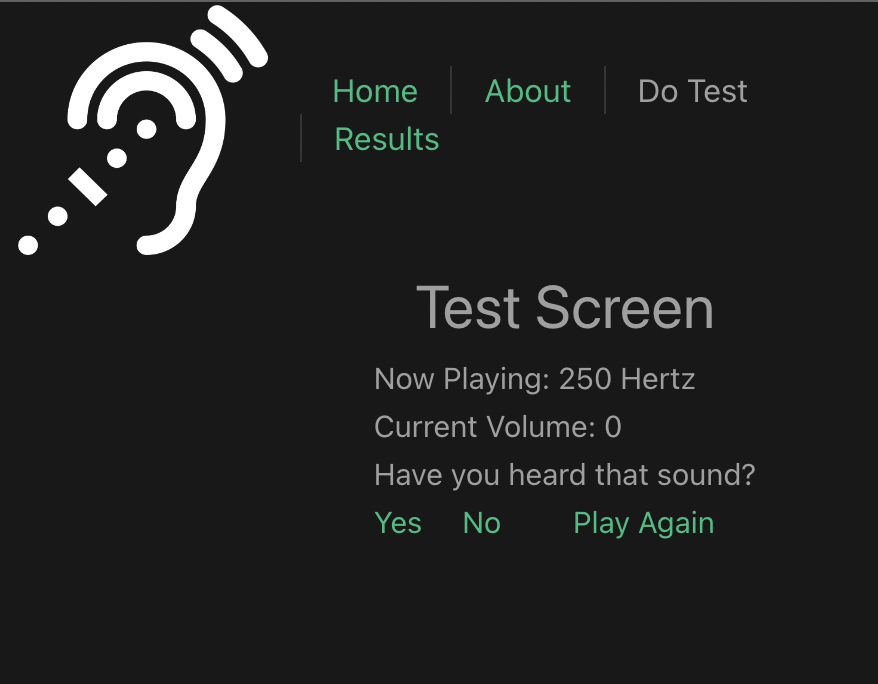 Home About Do Test
Results
Test Screen
Now Playing: 250 Hertz
Current Volume: 0
Have you heard that sound?
Yes No Play Again